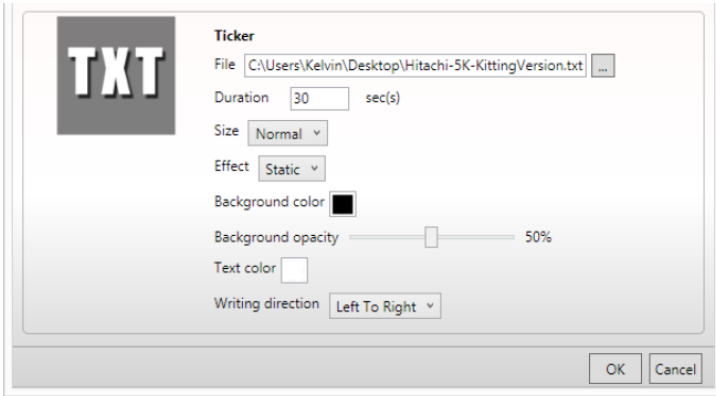 TXT
Ticker
File C:\Users\Kelvin\Desktop\Hitachi-5K-KittingVersion.txt ...
Duration 30 sec(s)
Size Normal
Effect Static
Background color
Background opacity 50%
Text color
Writing direction Left To Right
OK Cancel